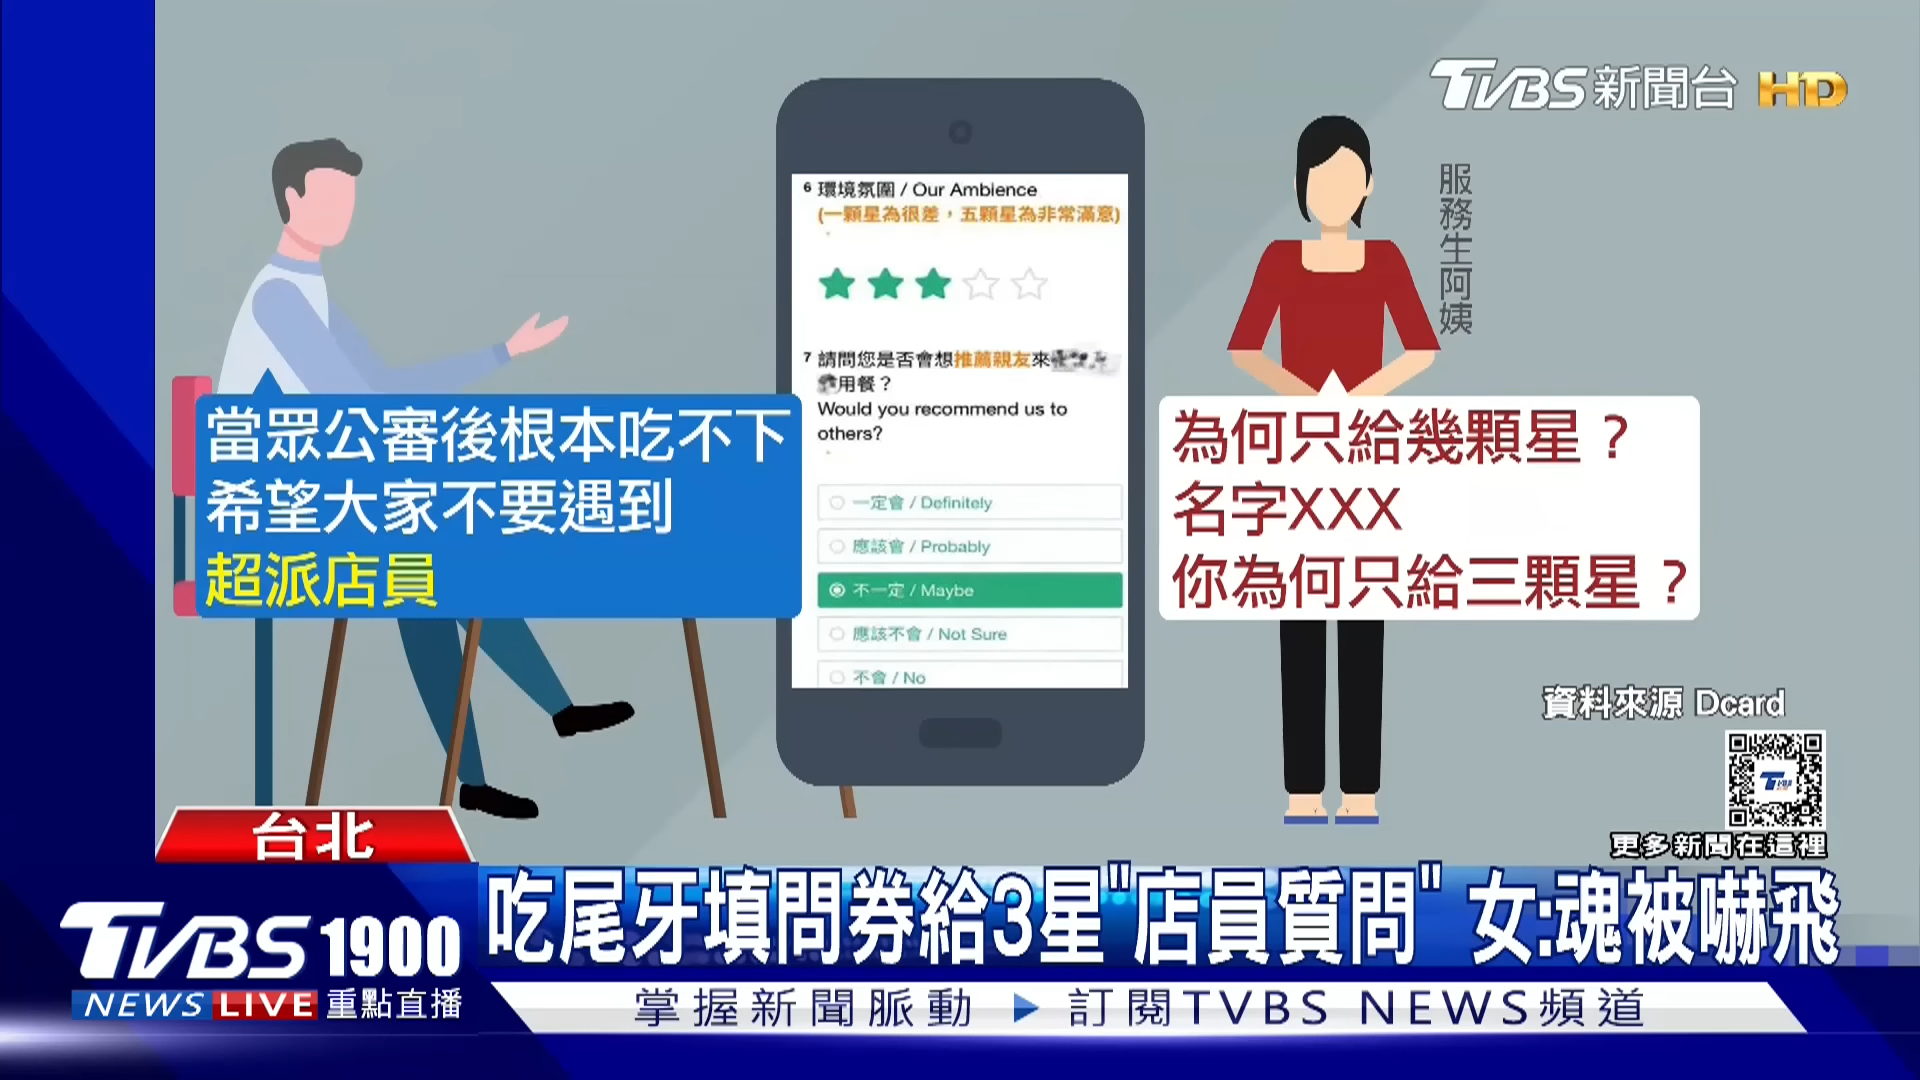 TVBS新聞台 HD
服務生阿姨
6 環境氛圍 / Our Ambience
(一顆星為很差，五顆星為非常滿意)
7 請問您是否會想推薦親友來
用餐？
Would you recommend us to
others?
一定會 / Definitely
應該會 / Probably
不一定 / Maybe
應該不會 / Not Sure
不會 / No
當眾公審後根本吃不下
希望大家不要遇到
超派店員
為何只給幾顆星？
名字XXX
你為何只給三顆星？
資料來源 Dcard
TVBS
更多新聞在這裡
台北
吃尾牙填問券給3星"店員質問" 女:魂被嚇飛
TVBS 1900
NEWS LIVE 重點直播
掌握新聞脈動 ▶ 訂閱TVBS NEWS頻道